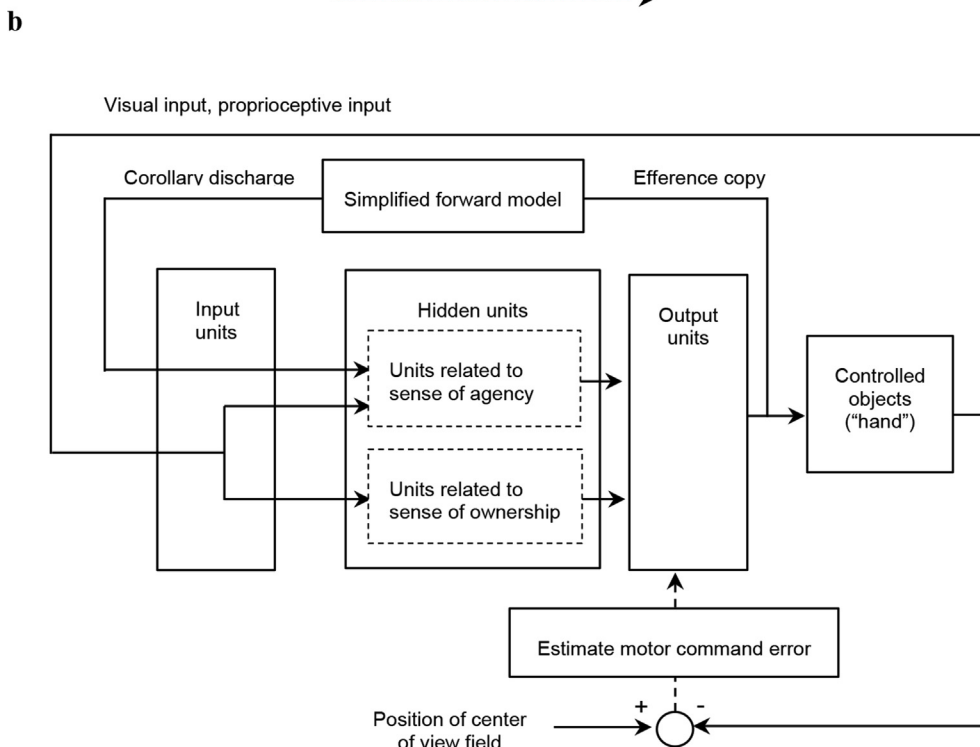 b
Visual input, proprioceptive input
Corollary discharge
Simplified forward model
Efference copy
Input
units
Hidden units
Output
units
Units related to
sense of agency
Controlled
objects
(“hand”)
Units related to
sense of ownership
Estimate motor command error
+
-
Position of center
of view field